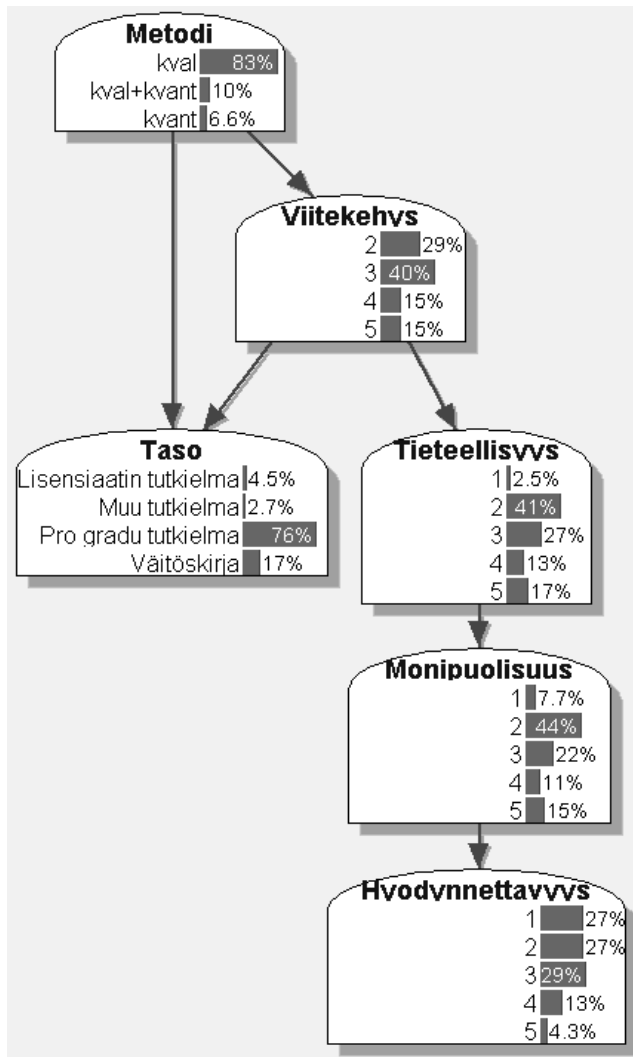 Metodi
kval 83%
kval+kvant 10%
kvant 6.6%
Viitekehvs
2 29%
3 40%
4 15%
5 15%
Taso
Lisensiaatin tutkielma 4.5%
Muu tutkielma 2.7%
Pro gradu tutkielma 76%
Väitöskirja 17%
Tieteellisvvs
1 2.5%
2 41%
3 27%
4 13%
5 17%
Monipuolisuus
1 7.7%
2 44%
3 22%
4 11%
5 15%
Hvodvnnettavvvs
1 27%
2 27%
3 29%
4 13%
5 4.3%